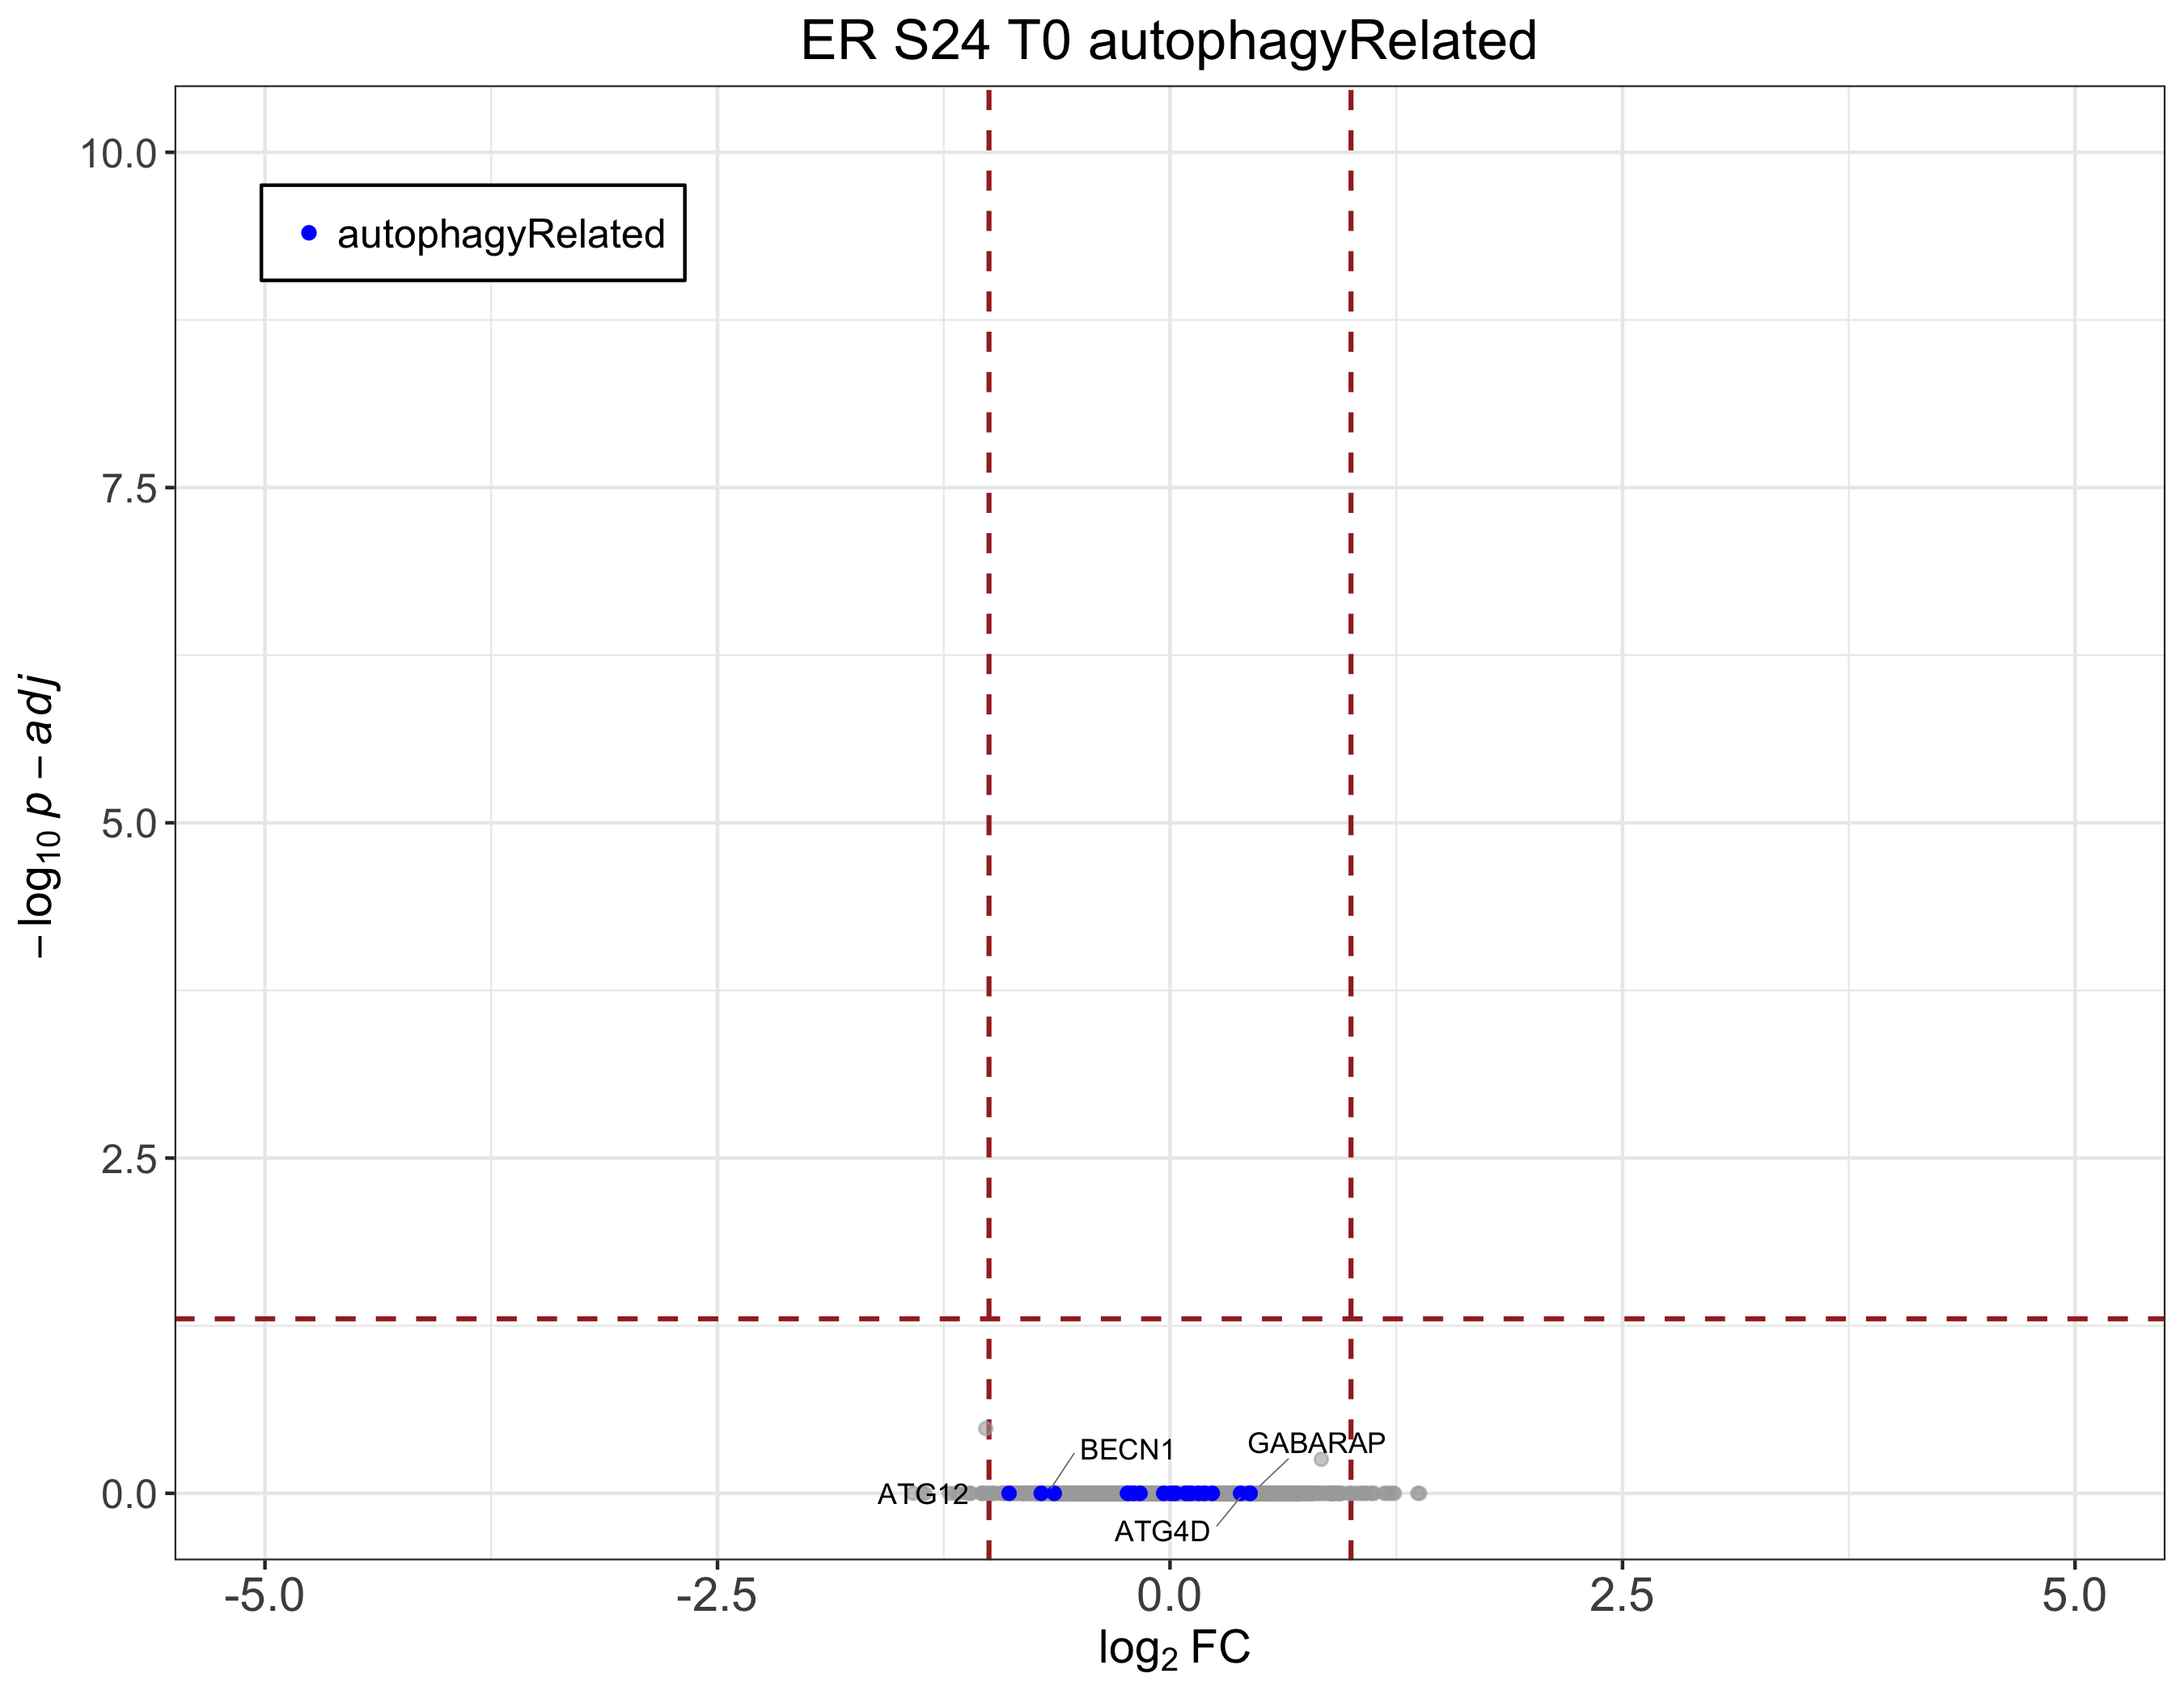 ER S24 T0 autophagyRelated
autophagyRelated
10.0
7.5
5.0
2.5
0.0
−log10 p − adj
BECN1
GABARAP
ATG12
ATG4D
-5.0
-2.5
0.0
2.5
5.0
log2 FC